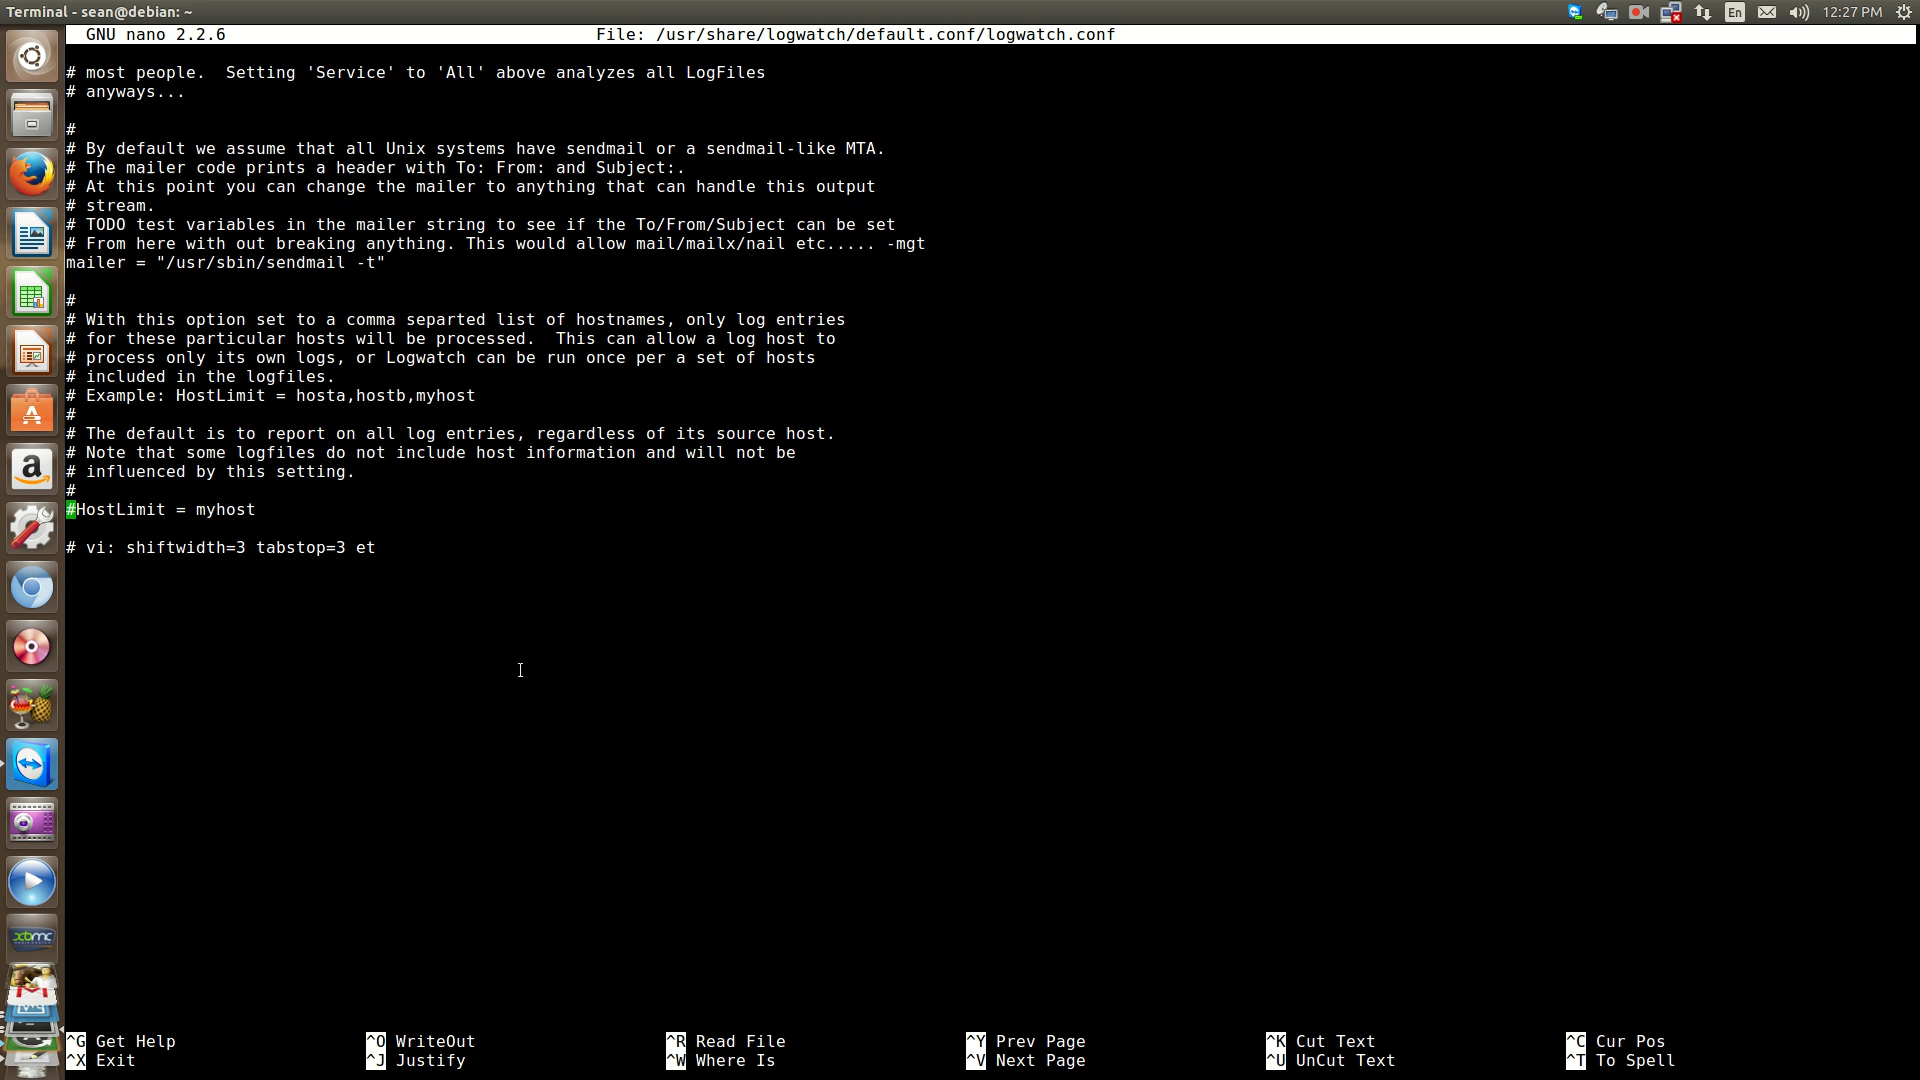 Terminal - sean@debian: ~
En
12:27 PM
GNU nano 2.2.6 File: /usr/share/logwatch/default.conf/logwatch.conf
# most people.  Setting 'Service' to 'All' above analyzes all LogFiles
# anyways...
#
# By default we assume that all Unix systems have sendmail or a sendmail-like MTA.
# The mailer code prints a header with To: From: and Subject:.
# At this point you can change the mailer to anything that can handle this output
# stream.
# TODO test variables in the mailer string to see if the To/From/Subject can be set
# From here with out breaking anything. This would allow mail/mailx/nail etc..... -mgt
mailer = "/usr/sbin/sendmail -t"
#
# With this option set to a comma separted list of hostnames, only log entries
# for these particular hosts will be processed.  This can allow a log host to
# process only its own logs, or Logwatch can be run once per a set of hosts
# included in the logfiles.
# Example: HostLimit = hosta,hostb,myhost
#
# The default is to report on all log entries, regardless of its source host.
# Note that some logfiles do not include host information and will not be
# influenced by this setting.
#
#HostLimit = myhost
# vi: shiftwidth=3 tabstop=3 et
a
xbmc
^G Get Help ^O WriteOut ^R Read File ^Y Prev Page ^K Cut Text ^C Cur Pos
^X Exit ^J Justify ^W Where Is ^V Next Page ^U UnCut Text ^T To Spell